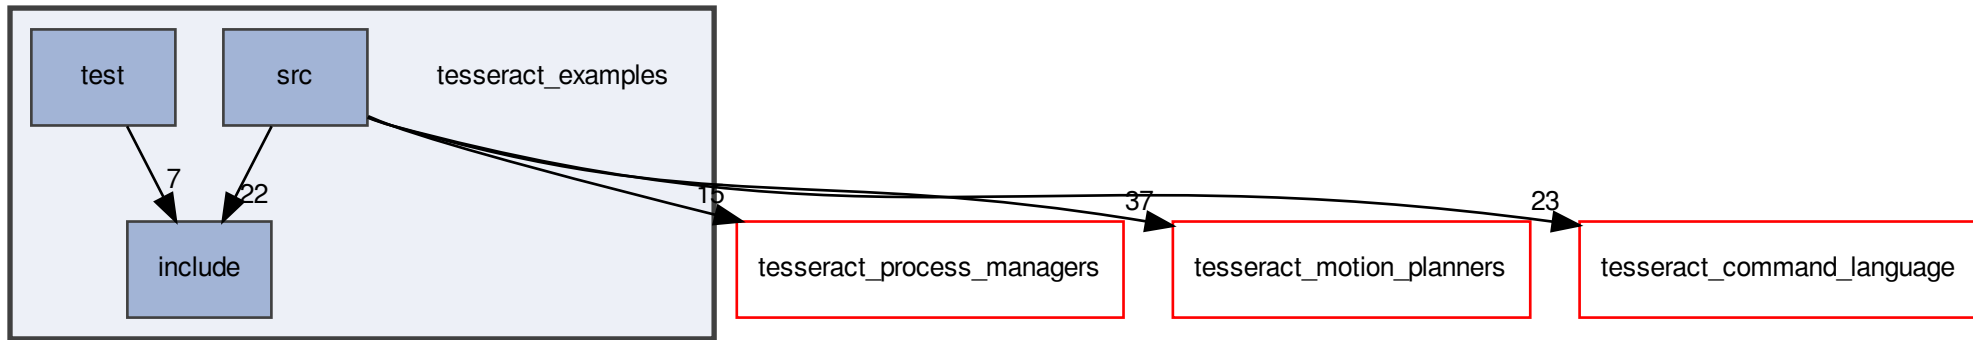 test
src
tesseract_examples
7
22
15
37
23
include
tesseract_process_managers
tesseract_motion_planners
tesseract_command_language